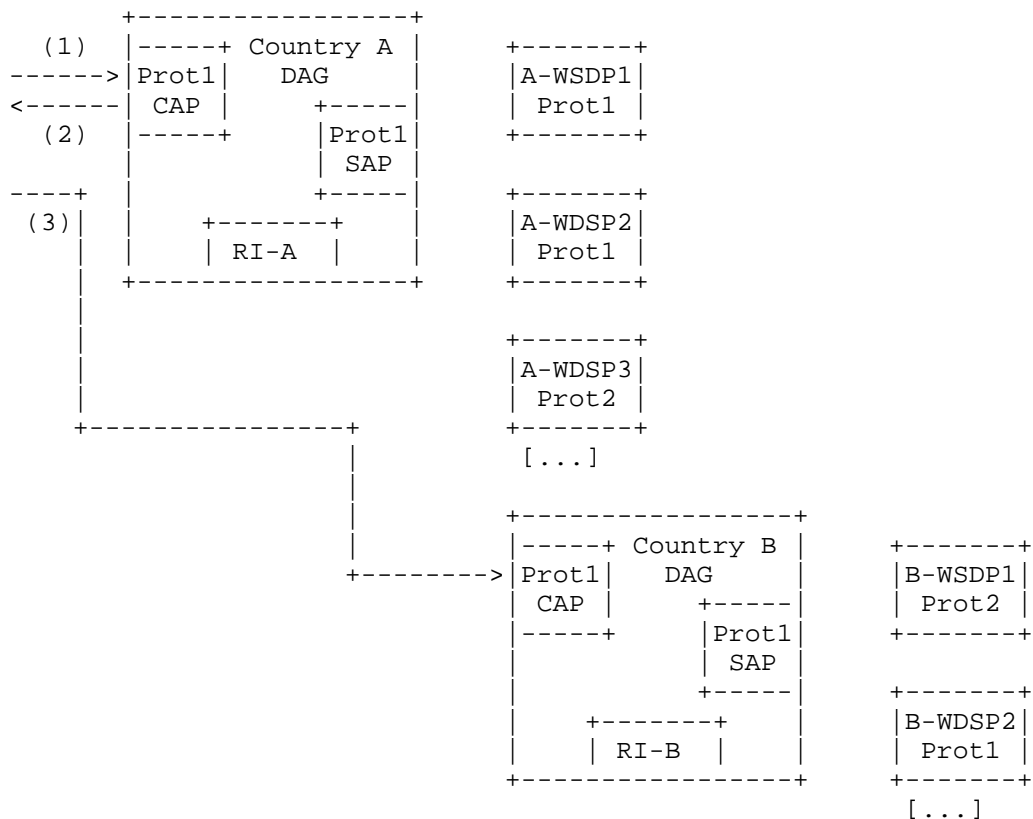 (1) Country A
Prot1 DAG A-WSDP1
CAP Prot1
(2) Prot1
SAP
(3) A-WDSP2
RI-A Prot1
A-WDSP3
Prot2
[...]
Country B
Prot1 DAG B-WSDP1
CAP Prot2
Prot1
SAP
B-WDSP2
RI-B Prot1
[...]